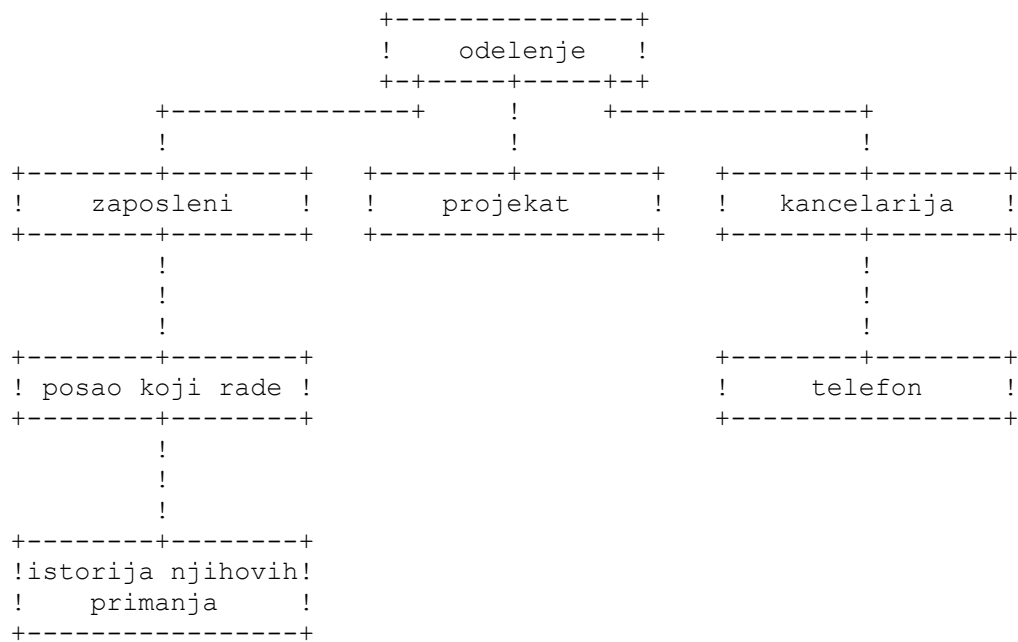 odelenje
zaposleni
projekat
kancelarija
posao koji rade
telefon
istorija njihovih
primanja